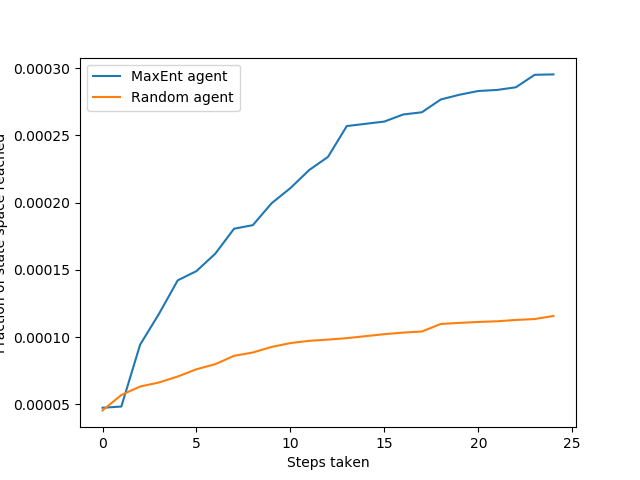 MaxEnt agent
Random agent
0.00030
0.00025
0.00020
0.00015
0.00010
0.00005
Fraction of state space reached
0 5 10 15 20 25
Steps taken